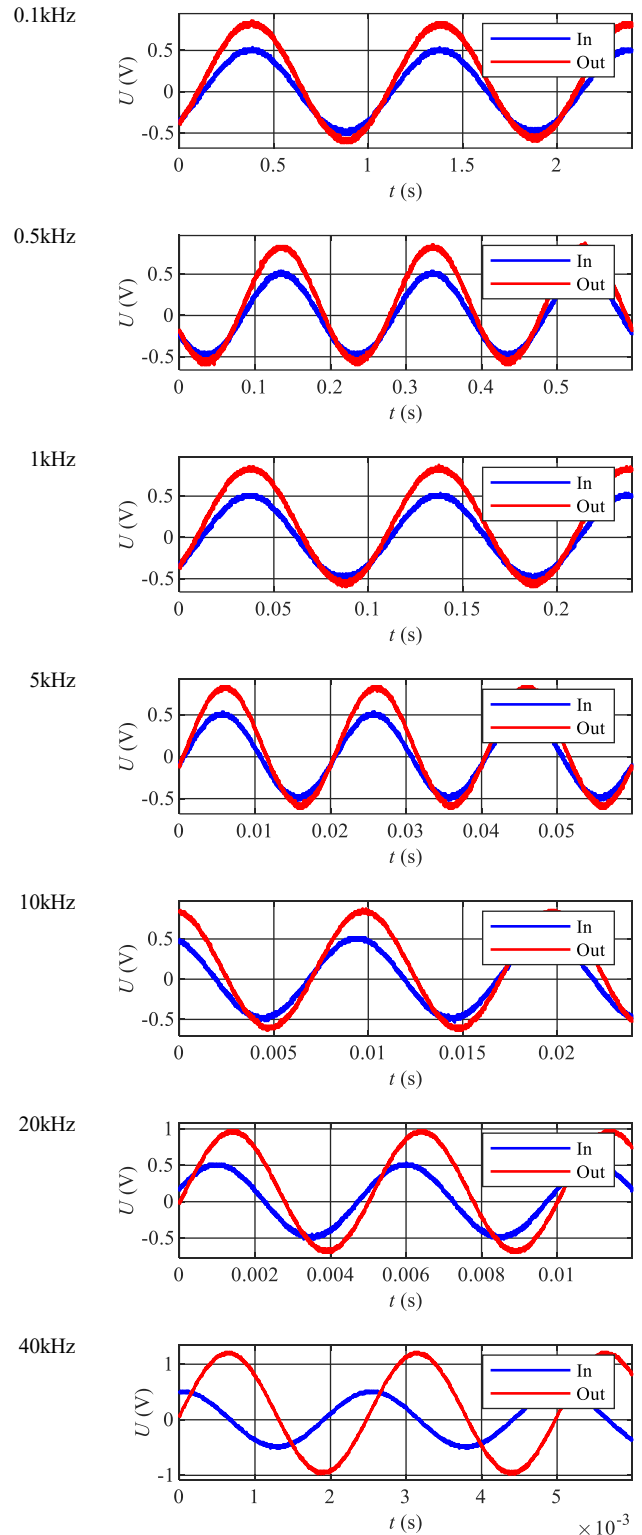 0.1kHz
U (V)
0.5
0
-0.5
In
Out
0 0.5 1 1.5 2
t (s)
0.5kHz
U (V)
0.5
0
-0.5
In
Out
0 0.1 0.2 0.3 0.4 0.5
t (s)
1kHz
U (V)
0.5
0
-0.5
In
Out
0 0.05 0.1 0.15 0.2
t (s)
5kHz
U (V)
0.5
0
-0.5
In
Out
0 0.01 0.02 0.03 0.04 0.05
t (s)
10kHz
U (V)
0.5
0
-0.5
In
Out
0 0.005 0.01 0.015 0.02
t (s)
20kHz
U (V)
1
0.5
0
-0.5
In
Out
0 0.002 0.004 0.006 0.008 0.01
t (s)
40kHz
U (V)
1
0
-1
In
Out
0 1 2 3 4 5
t (s)
×10⁻³